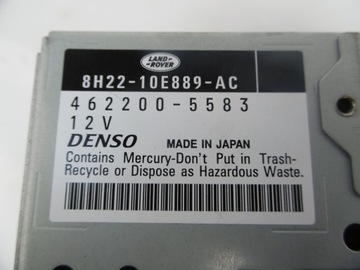 LAND-
ROVER
8H22-10E889-AC
462200-5583
12V
DENSO MADE IN JAPAN
Contains Mercury-Don't Put in Trash-
Recycle or Dispose as Hazardous Waste.